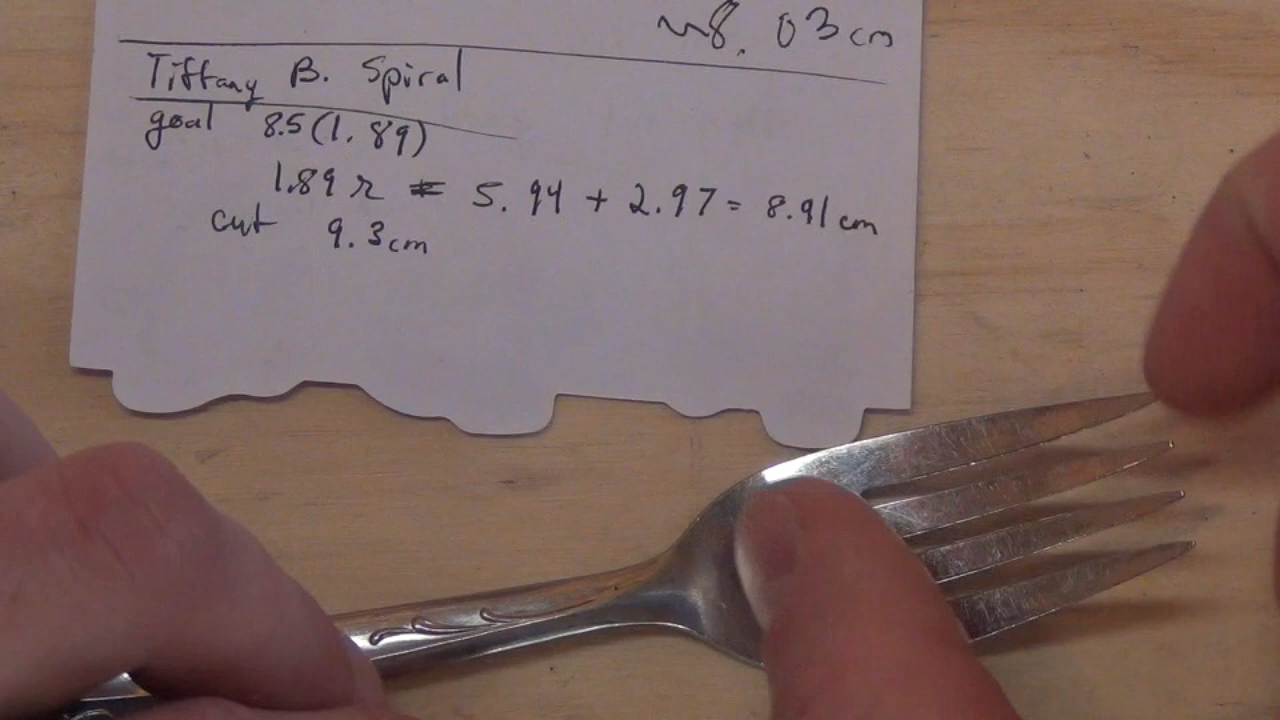 ~8.03cm
Tiffany B. Spiral
goal 8.5(1.89)
1.89 π = 5.94 + 2.97 = 8.91cm
cut 9.3cm